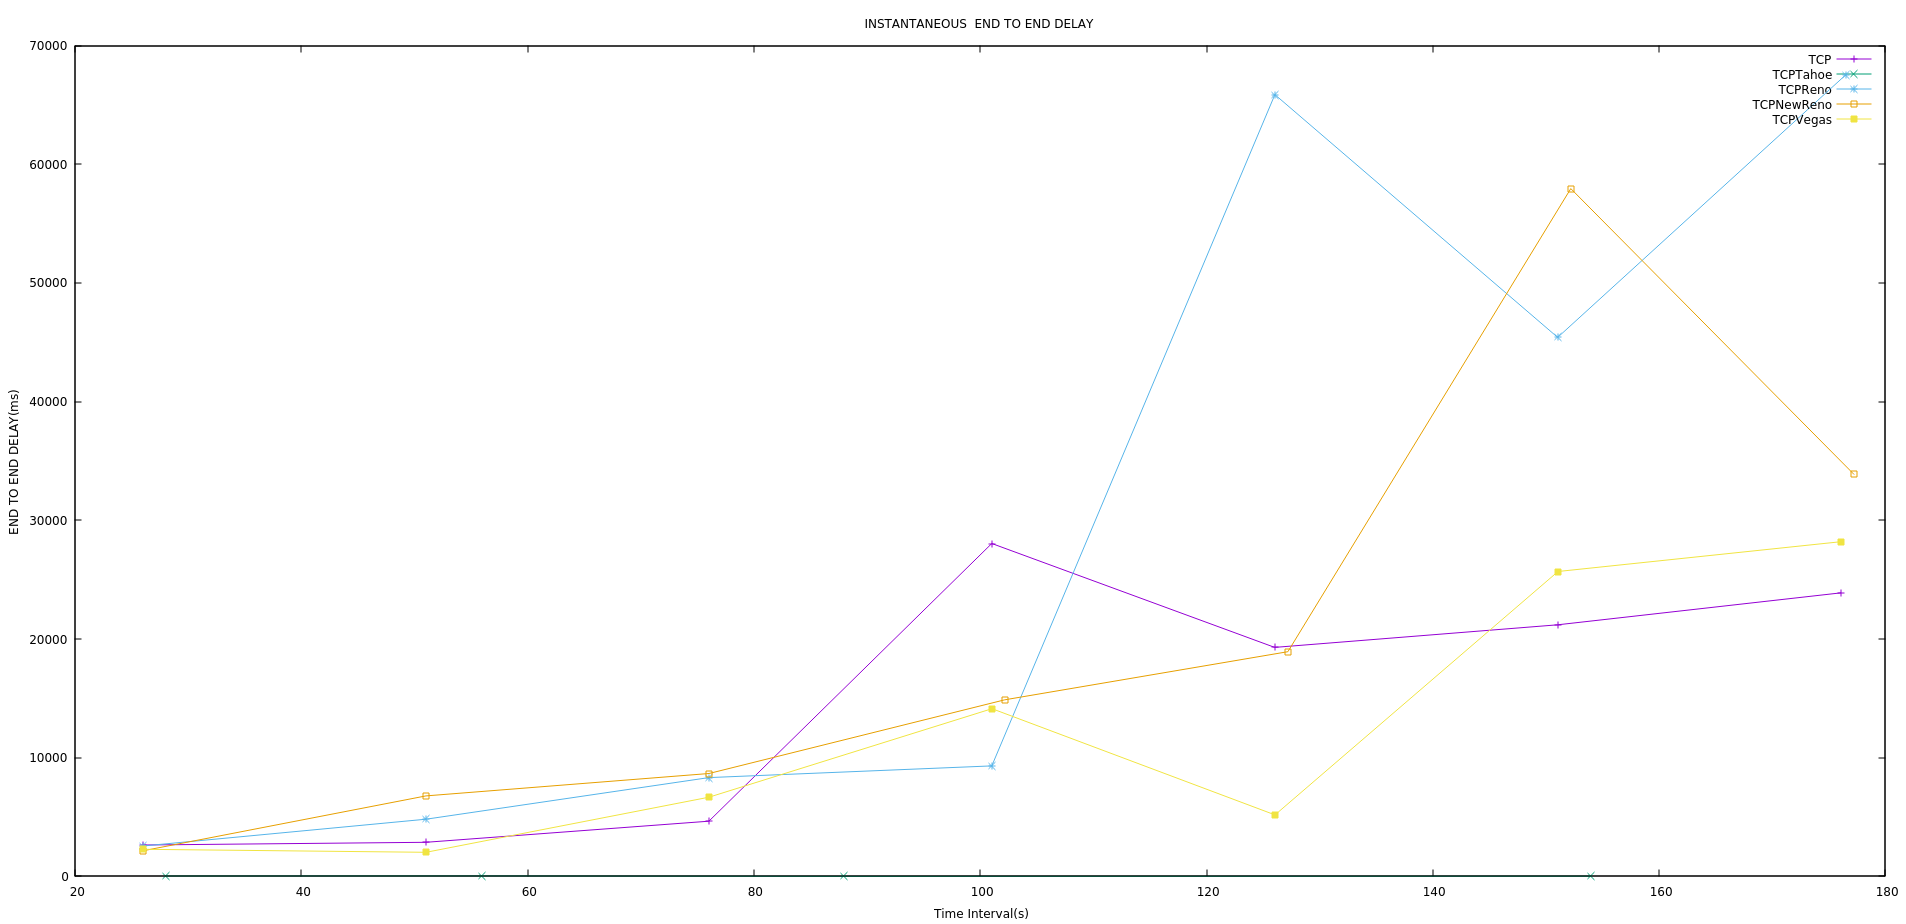 INSTANTANEOUS  END TO END DELAY
70000
60000
50000
40000
30000
20000
10000
0
END TO END DELAY(ms)
TCP
TCPTahoe
TCPReno
TCPNewReno
TCPVegas
20 40 60 80 100 120 140 160 180
Time Interval(s)